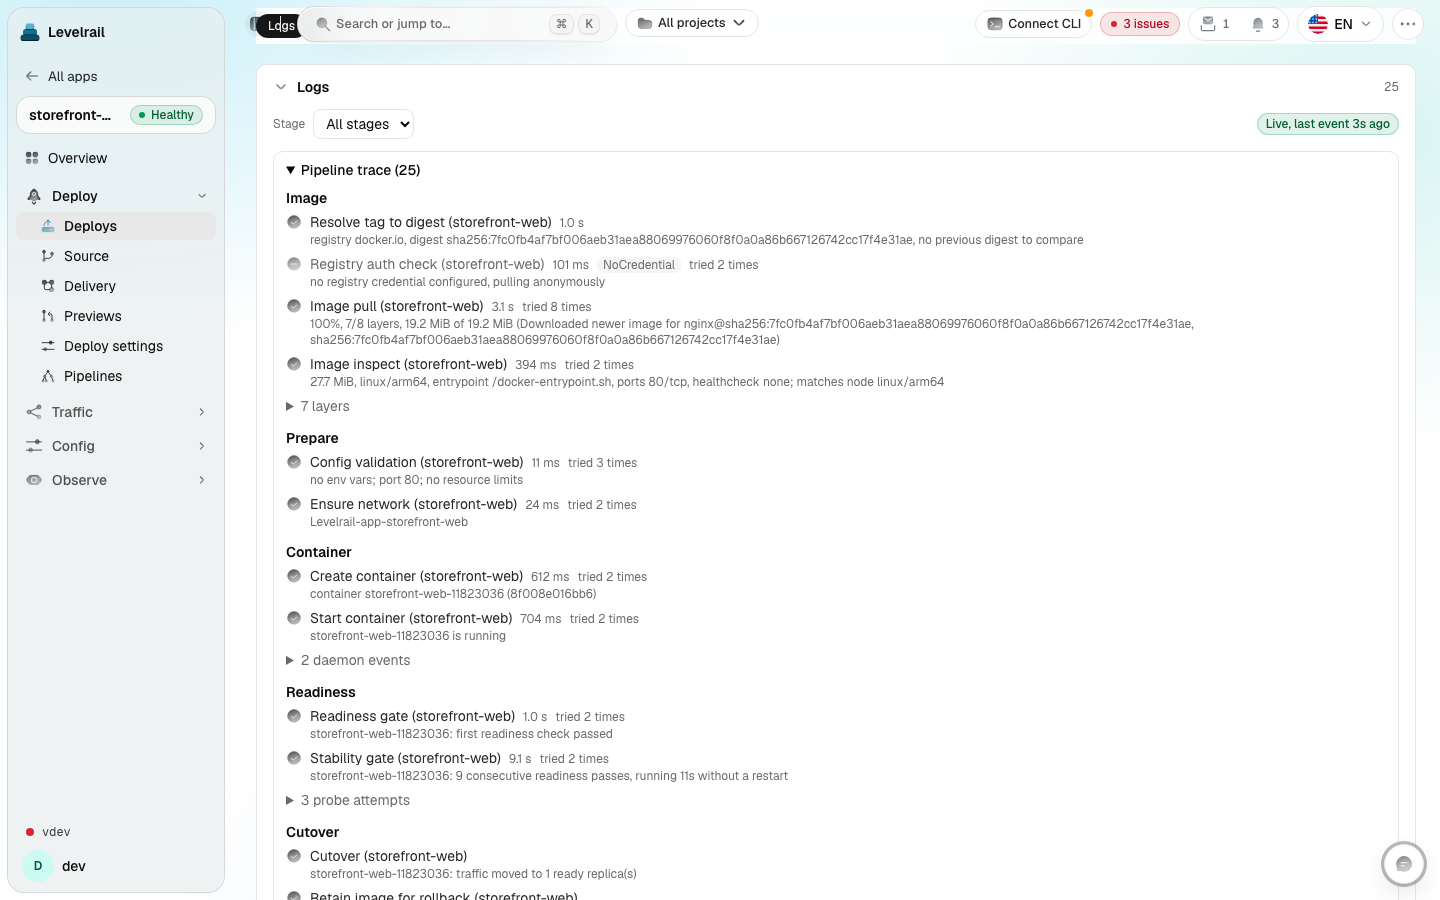 Levelrail
All apps
storefront-... Healthy
Overview
Deploy
Deploys
Source
Delivery
Previews
Deploy settings
Pipelines
Traffic
Config
Observe
vdev
D dev
Logs
Search or jump to... ⌘ K
All projects
Connect CLI
3 issues
1 3
EN
Logs 25
Stage All stages Live, last event 3s ago
Pipeline trace (25)
Image
Resolve tag to digest (storefront-web) 1.0 s
registry docker.io, digest sha256:7fc0fb4af7bf006aeb31aea88069976060f8f0a0a86b667126742cc17f4e31ae, no previous digest to compare
Registry auth check (storefront-web) 101 ms NoCredential tried 2 times
no registry credential configured, pulling anonymously
Image pull (storefront-web) 3.1 s tried 8 times
100%, 7/8 layers, 19.2 MiB of 19.2 MiB (Downloaded newer image for nginx@sha256:7fc0fb4af7bf006aeb31aea88069976060f8f0a0a86b667126742cc17f4e31ae,
sha256:7fc0fb4af7bf006aeb31aea88069976060f8f0a0a86b667126742cc17f4e31ae)
Image inspect (storefront-web) 394 ms tried 2 times
27.7 MiB, linux/arm64, entrypoint /docker-entrypoint.sh, ports 80/tcp, healthcheck none; matches node linux/arm64
7 layers
Prepare
Config validation (storefront-web) 11 ms tried 3 times
no env vars; port 80; no resource limits
Ensure network (storefront-web) 24 ms tried 2 times
Levelrail-app-storefront-web
Container
Create container (storefront-web) 612 ms tried 2 times
container storefront-web-11823036 (8f008e016bb6)
Start container (storefront-web) 704 ms tried 2 times
storefront-web-11823036 is running
2 daemon events
Readiness
Readiness gate (storefront-web) 1.0 s tried 2 times
storefront-web-11823036: first readiness check passed
Stability gate (storefront-web) 9.1 s tried 2 times
storefront-web-11823036: 9 consecutive readiness passes, running 11s without a restart
3 probe attempts
Cutover
Cutover (storefront-web)
storefront-web-11823036: traffic moved to 1 ready replica(s)
Retain image for rollback (storefront-web)